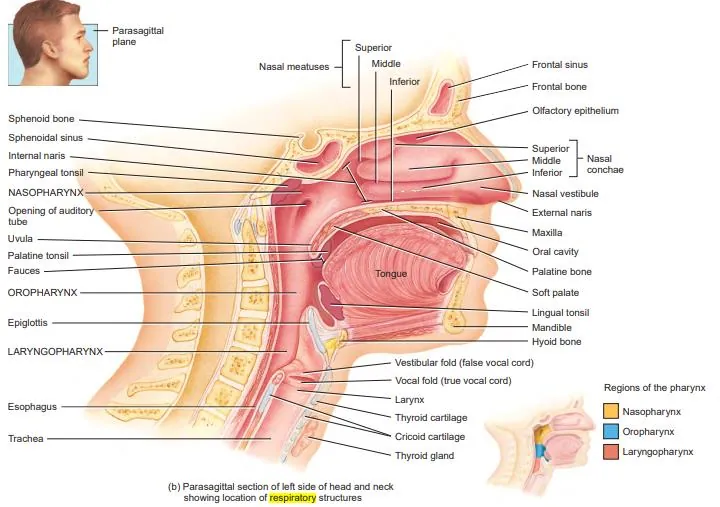 Parasagittal
plane
Nasal meatuses
Superior
Middle
Inferior
Sphenoid bone
Sphenoidal sinus
Internal naris
Pharyngeal tonsil
NASOPHARYNX
Opening of auditory
tube
Uvula
Palatine tonsil
Fauces
OROPHARYNX
Epiglottis
LARYNGOPHARYNX
Esophagus
Trachea
Frontal sinus
Frontal bone
Olfactory epithelium
Superior
Middle
Inferior
Nasal
conchae
Nasal vestibule
External naris
Maxilla
Oral cavity
Palatine bone
Soft palate
Lingual tonsil
Mandible
Hyoid bone
Tongue
Vestibular fold (false vocal cord)
Vocal fold (true vocal cord)
Larynx
Thyroid cartilage
Cricoid cartilage
Thyroid gland
Regions of the pharynx
Nasopharynx
Oropharynx
Laryngopharynx
(b) Parasagittal section of left side of head and neck
showing location of respiratory structures